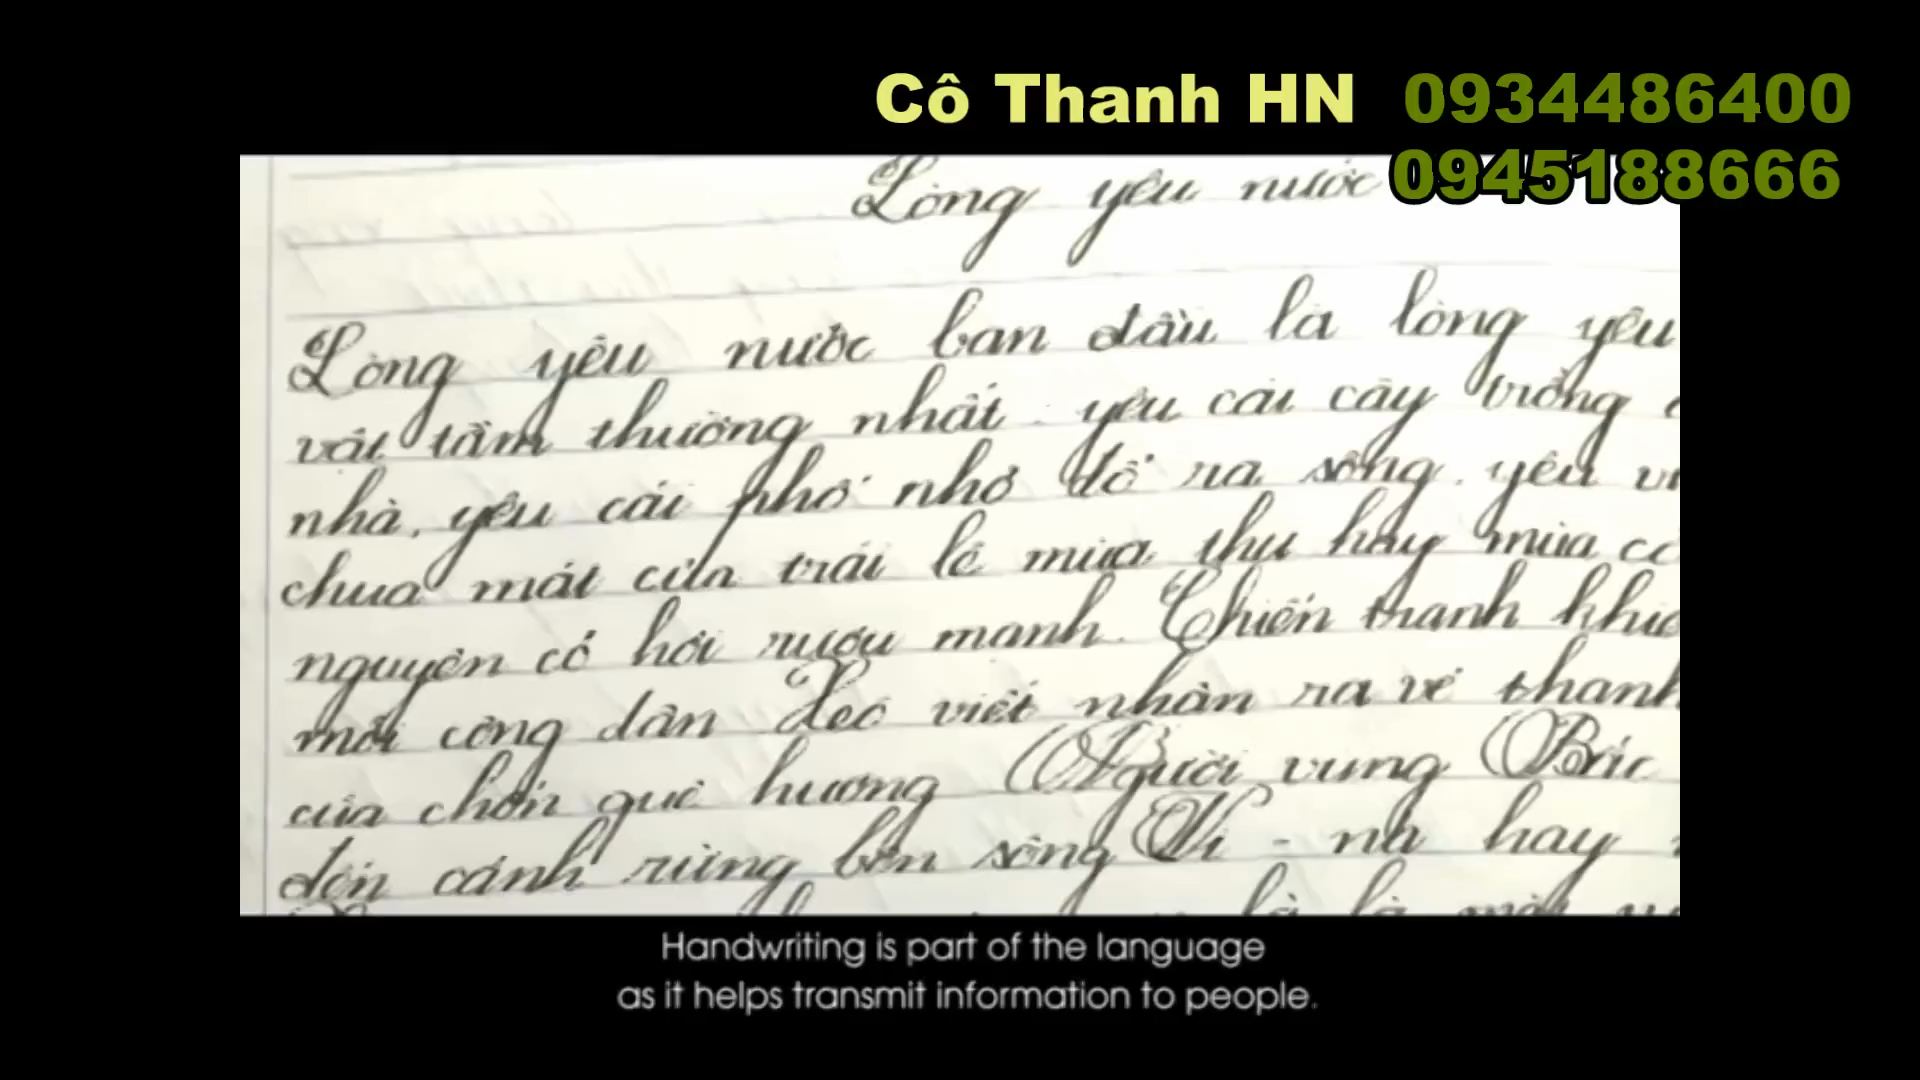 Cô Thanh HN 0934486400
0945188666
Lòng yêu nước
Lòng yêu nước ban đầu là lòng yêu
vật tầm thường nhất: yêu cái cây trồng
nhà, yêu cái phố nhỏ đổ ra sông, yêu
chua mát của trái lê mùa thu hay mùa
nguyên có hơi rượu mạnh. Chiến tranh
mỗi công dân Xeô viết nhận ra vẻ thanh
của chốn quê hương. Người vùng Bắc
đến cánh rừng bên sông Vi - na hay
Handwriting is part of the language
as it helps transmit information to people.